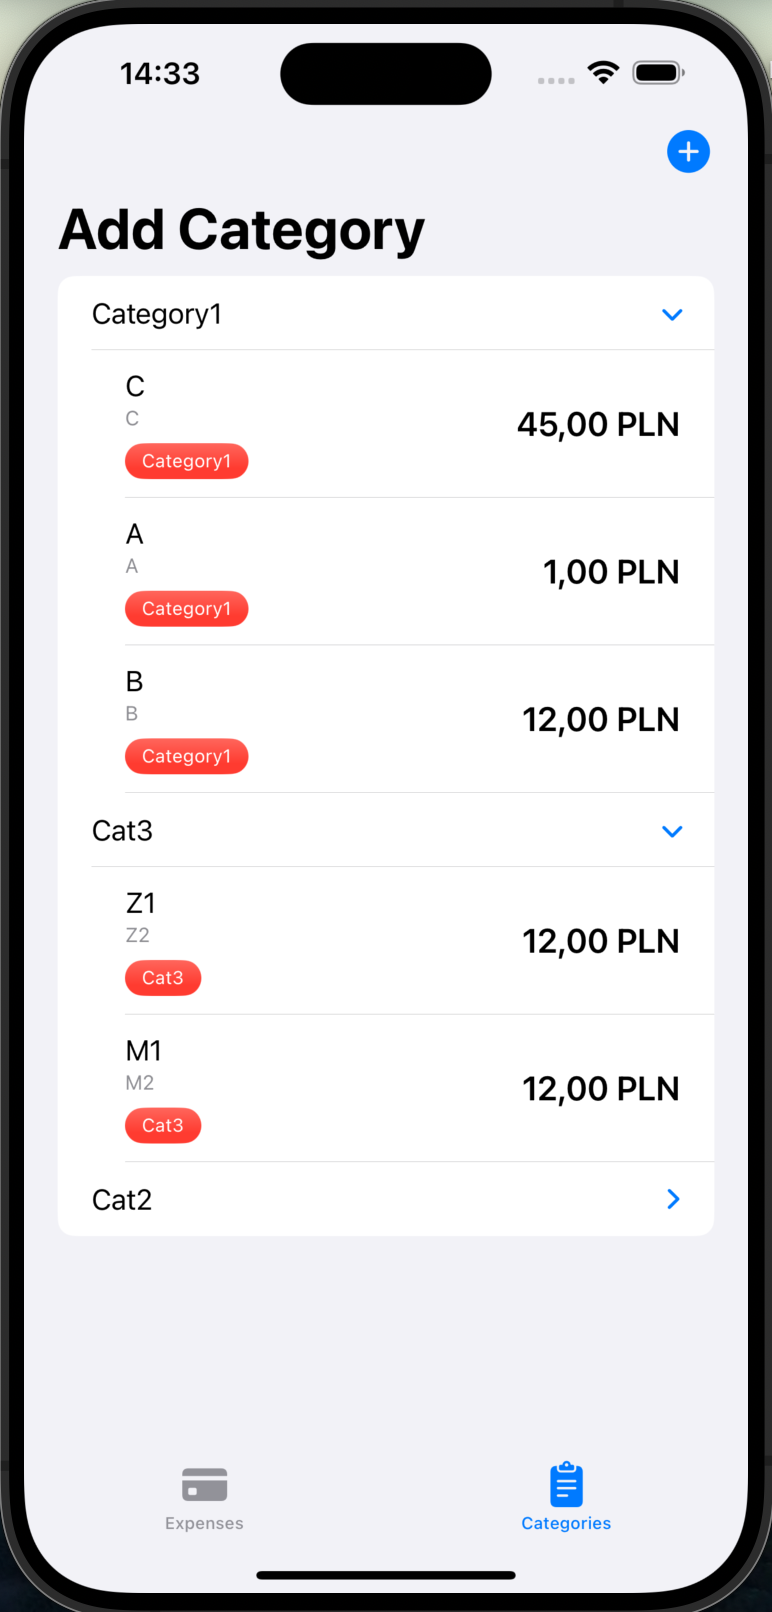 14:33
Add Category
Category1
C
C
45,00 PLN
Category1
A
A
1,00 PLN
Category1
B
B
12,00 PLN
Category1
Cat3
Z1
Z2
12,00 PLN
Cat3
M1
M2
12,00 PLN
Cat3
Cat2
Expenses
Categories